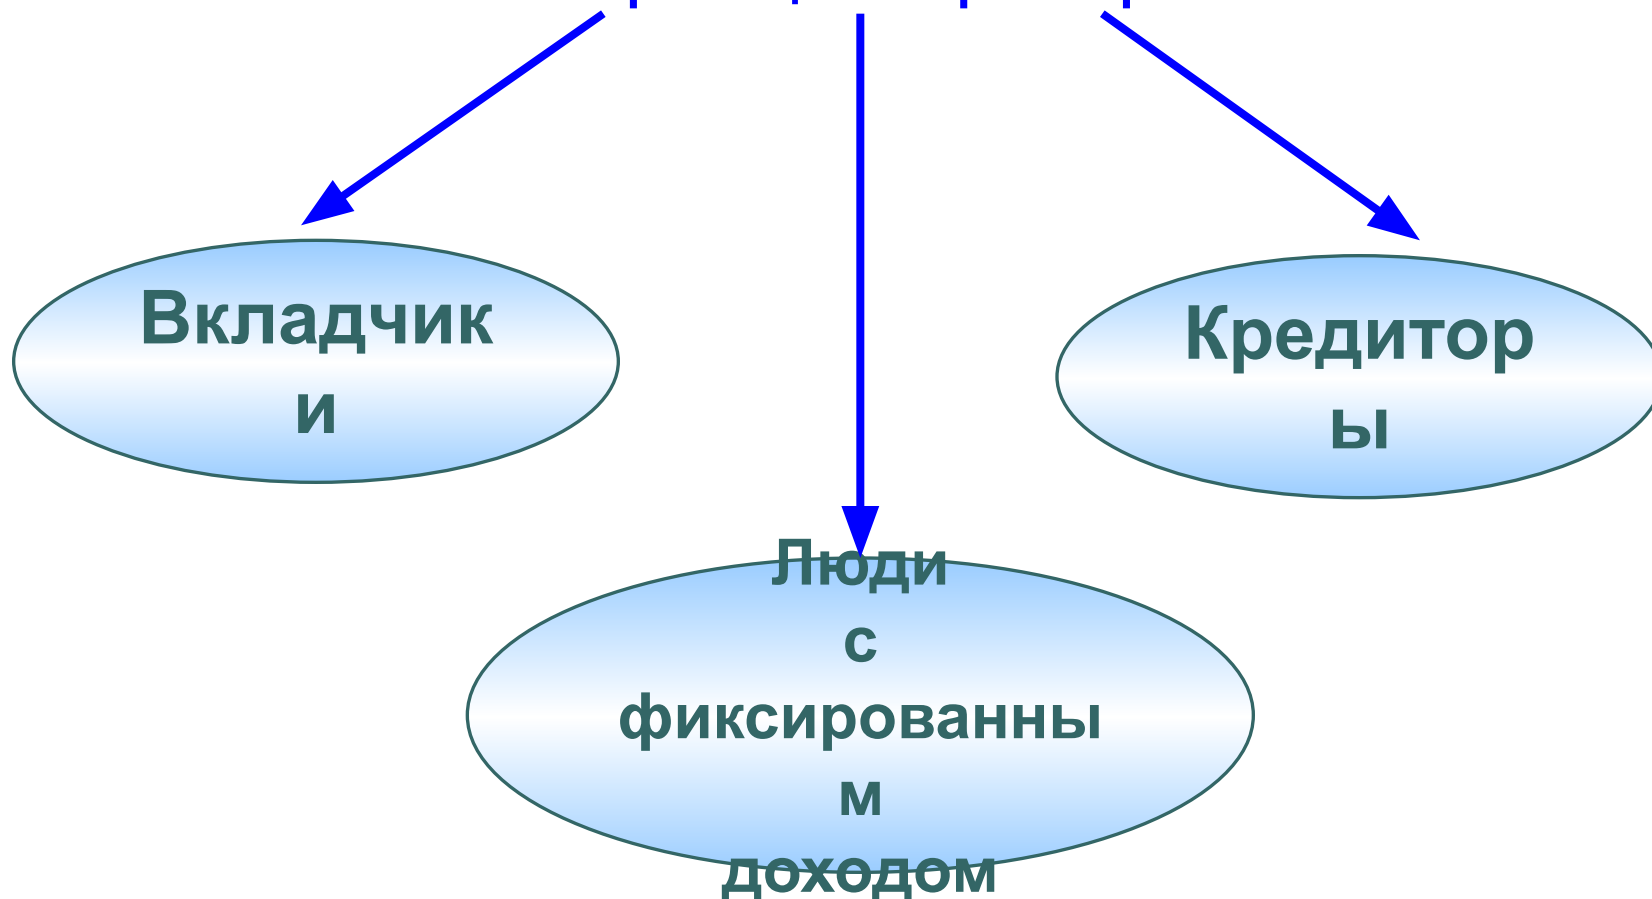 Вкладчик
и
Кредитор
ы
Люди
с
фиксированны
м
доходом